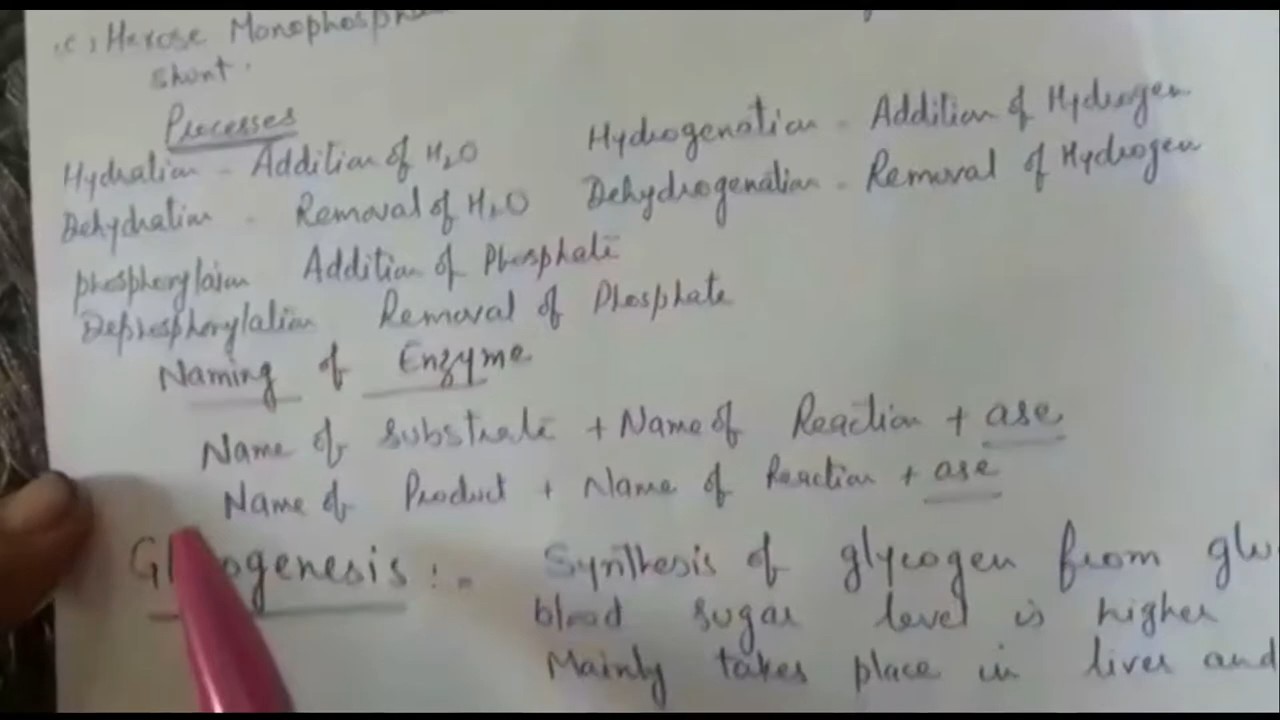 (C) Hexose
Shunt.
Processes
Hydration - Addition of H2O
Hydrogenation - Addition of Hydrogen
Dehydration - Removal of H2O
Dehydrogenation - Removal of Hydrogen
phosphorylaion Addition of Phosphate
Dephosphorylation Removal of Phosphate
Naming of Enzyme
Name of substrate + Name of Reaction + ase
Name of Product + Name of Reaction + ase
:- Synthesis of glycogen from
blood sugar level is higher
Mainly takes place in liver and